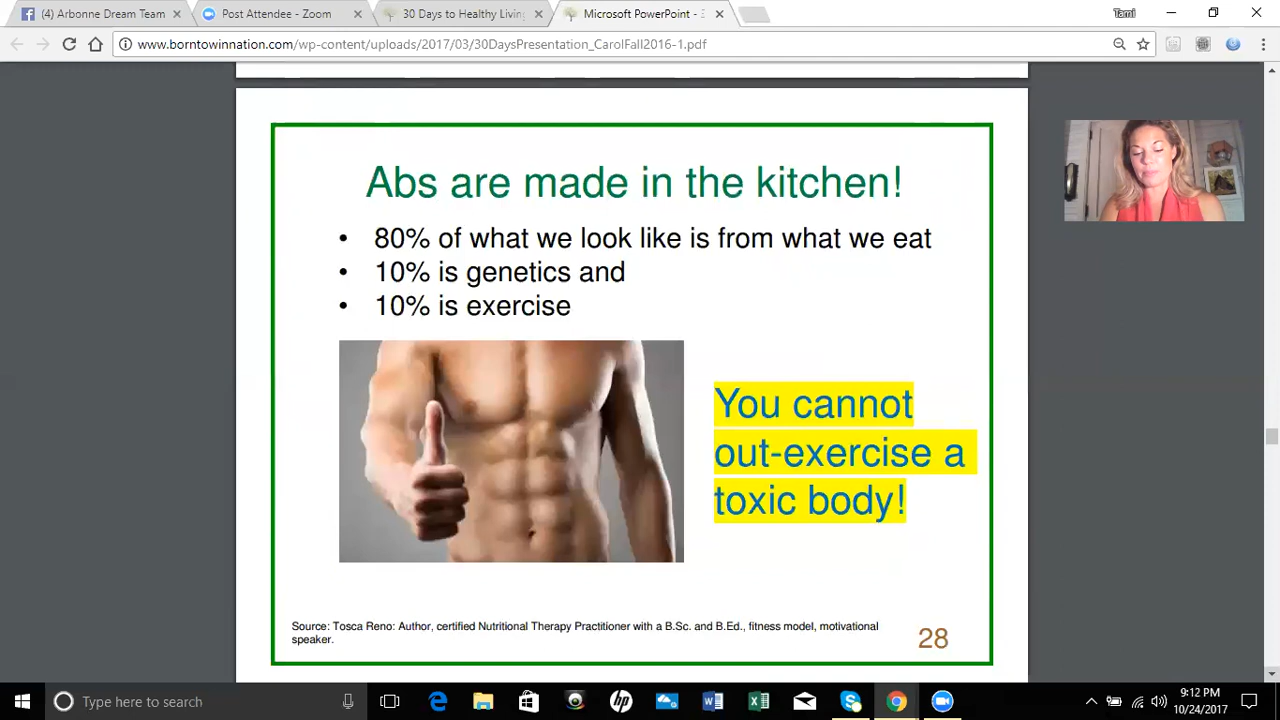 (4) Arbonne Dream Team
Post Attendee - Zoom
30 Days to Healthy Living
Microsoft PowerPoint - 3
Tami
www.borntowinnation.com/wp-content/uploads/2017/03/30DaysPresentation_CarolFall2016-1.pdf
Abs are made in the kitchen!
• 80% of what we look like is from what we eat
• 10% is genetics and
• 10% is exercise
You cannot
out-exercise a
toxic body!
Source: Tosca Reno: Author, certified Nutritional Therapy Practitioner with a B.Sc. and B.Ed., fitness model, motivational
speaker.
28
Type here to search
9:12 PM
10/24/2017